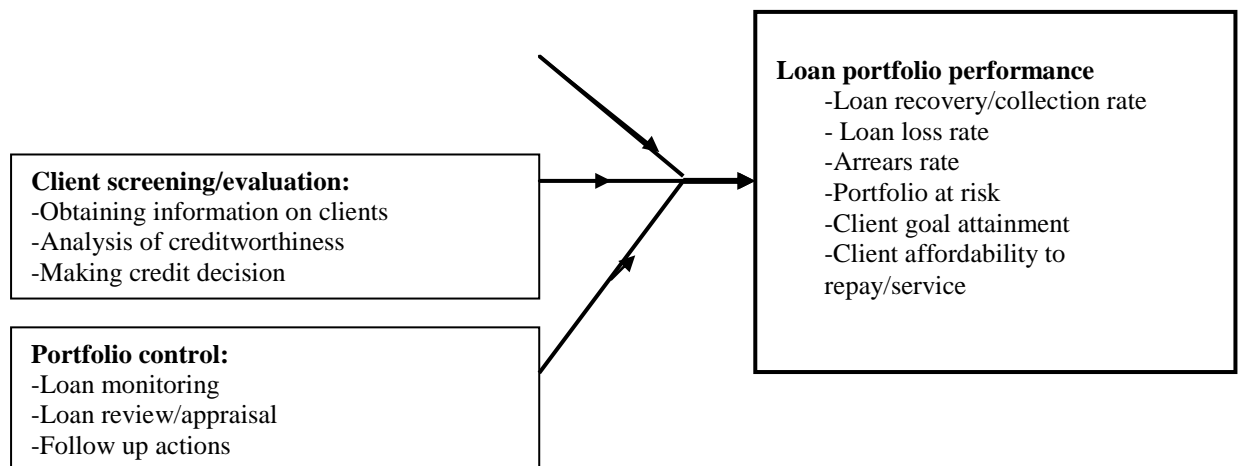 Client screening/evaluation:
-Obtaining information on clients
-Analysis of creditworthiness
-Making credit decision
Portfolio control:
-Loan monitoring
-Loan review/appraisal
-Follow up actions
Loan portfolio performance
-Loan recovery/collection rate
- Loan loss rate
-Arrears rate
-Portfolio at risk
-Client goal attainment
-Client affordability to
repay/service